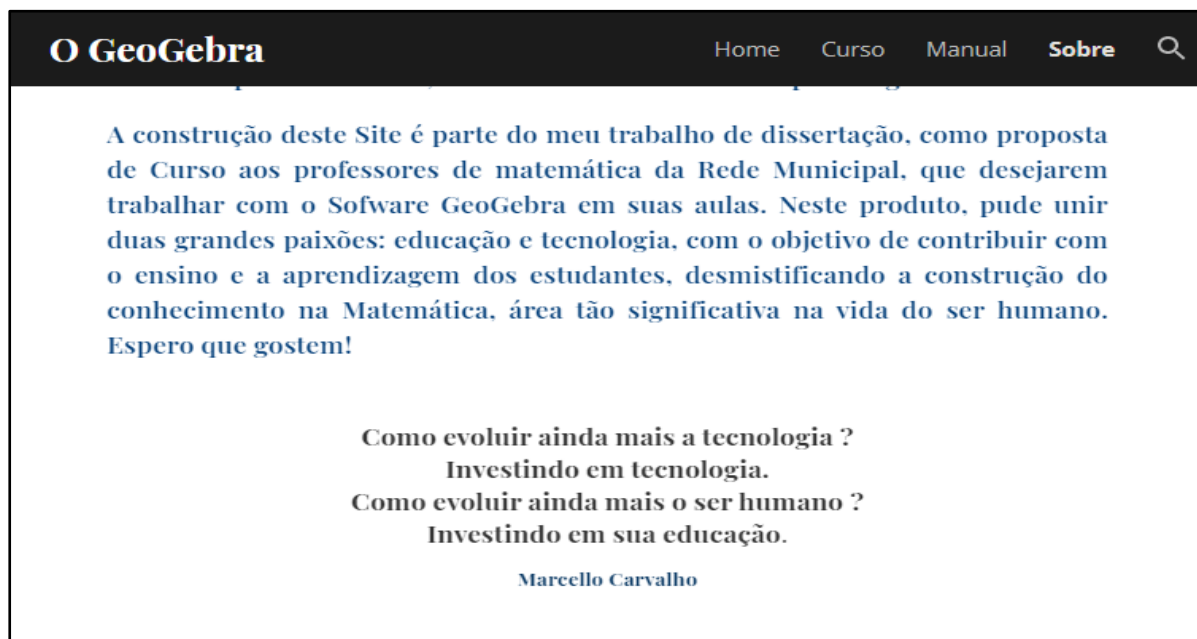 O GeoGebra
Home Curso Manual Sobre
A construção deste Site é parte do meu trabalho de dissertação, como proposta
de Curso aos professores de matemática da Rede Municipal, que desejarem
trabalhar com o Sofware GeoGebra em suas aulas. Neste produto, pude unir
duas grandes paixões: educação e tecnologia, com o objetivo de contribuir com
o ensino e a aprendizagem dos estudantes, desmistificando a construção do
conhecimento na Matemática, área tão significativa na vida do ser humano.
Espero que gostem!
Como evoluir ainda mais a tecnologia ?
Investindo em tecnologia.
Como evoluir ainda mais o ser humano ?
Investindo em sua educação.
Marcello Carvalho